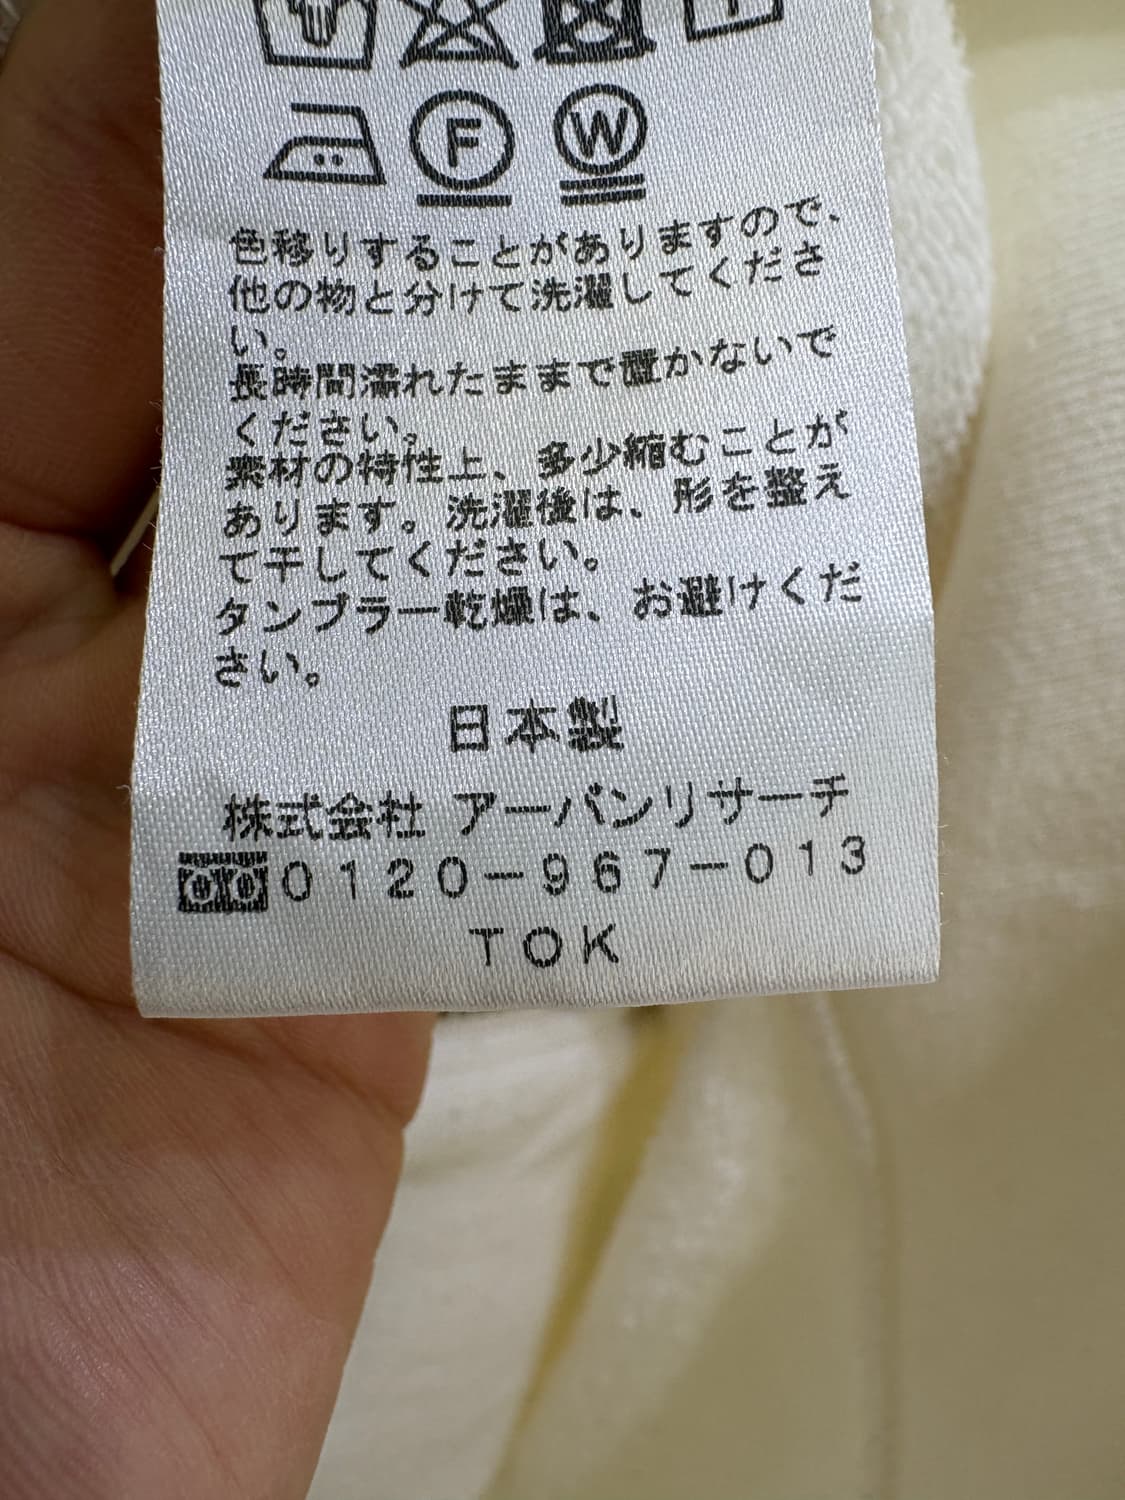 F W
色移りすることがありますので、
他の物と分けて洗濯してくださ
い。
長時間濡れたままで置かないで
ください。
素材の特性上、多少縮むことが
あります。洗濯後は、形を整え
て干してください。
タンブラー乾燥は、お避けくだ
さい。
日本製
株式会社 アーバンリサーチ
0120-967-013
TOK